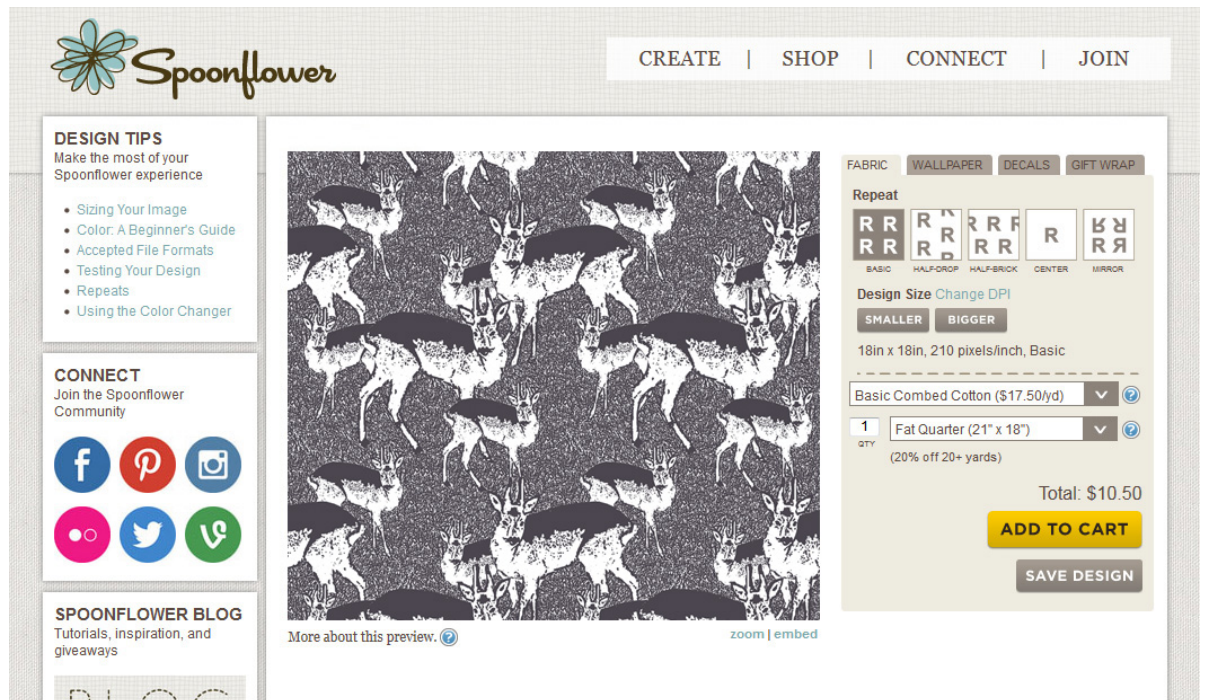 Spoonflower
CREATE | SHOP | CONNECT | JOIN
DESIGN TIPS
Make the most of your
Spoonflower experience
Sizing Your Image
Color: A Beginner's Guide
Accepted File Formats
Testing Your Design
Repeats
Using the Color Changer
CONNECT
Join the Spoonflower
Community
SPOONFLOWER BLOG
Tutorials, inspiration, and
giveaways
BLOG
More about this preview. ?
zoom | embed
FABRIC WALLPAPER DECALS GIFT WRAP
Repeat
BASIC HALF-DROP HALF-BRICK CENTER MIRROR
Design Size Change DPI
SMALLER BIGGER
18in x 18in, 210 pixels/inch, Basic
Basic Combed Cotton ($17.50/yd) ?
1 Fat Quarter (21" x 18") ?
QTY
(20% off 20+ yards)
Total: $10.50
ADD TO CART
SAVE DESIGN